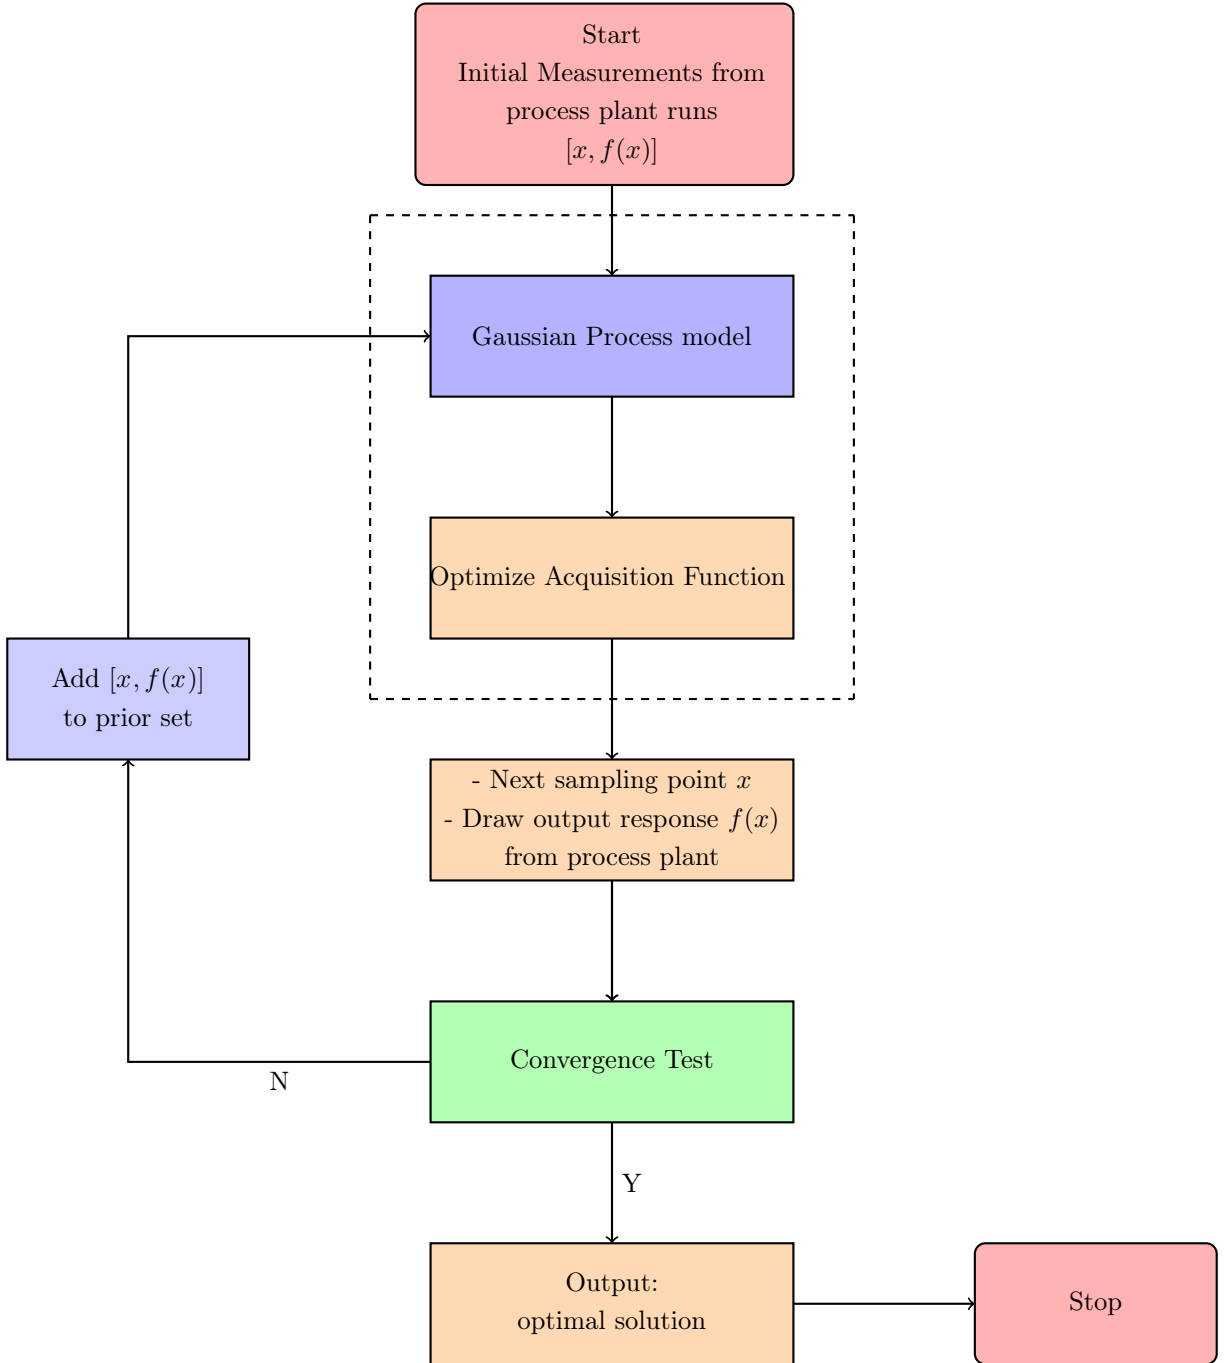 Start
Initial Measurements from
process plant runs
[x, f(x)]
Gaussian Process model
Optimize Acquisition Function
Add [x, f(x)]
to prior set
- Next sampling point x
- Draw output response f(x)
from process plant
Convergence Test
N
Y
Output:
optimal solution
Stop